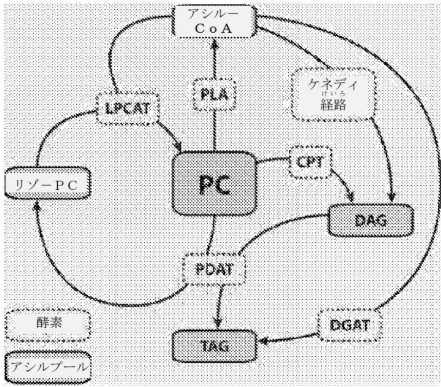 アシルー
CoA
ケネディ
けいろ
経路
PLA
LPCAT
CPT
PC
リゾーPC
DAG
PDAT
DGAT
TAG
酵素
アシルプール